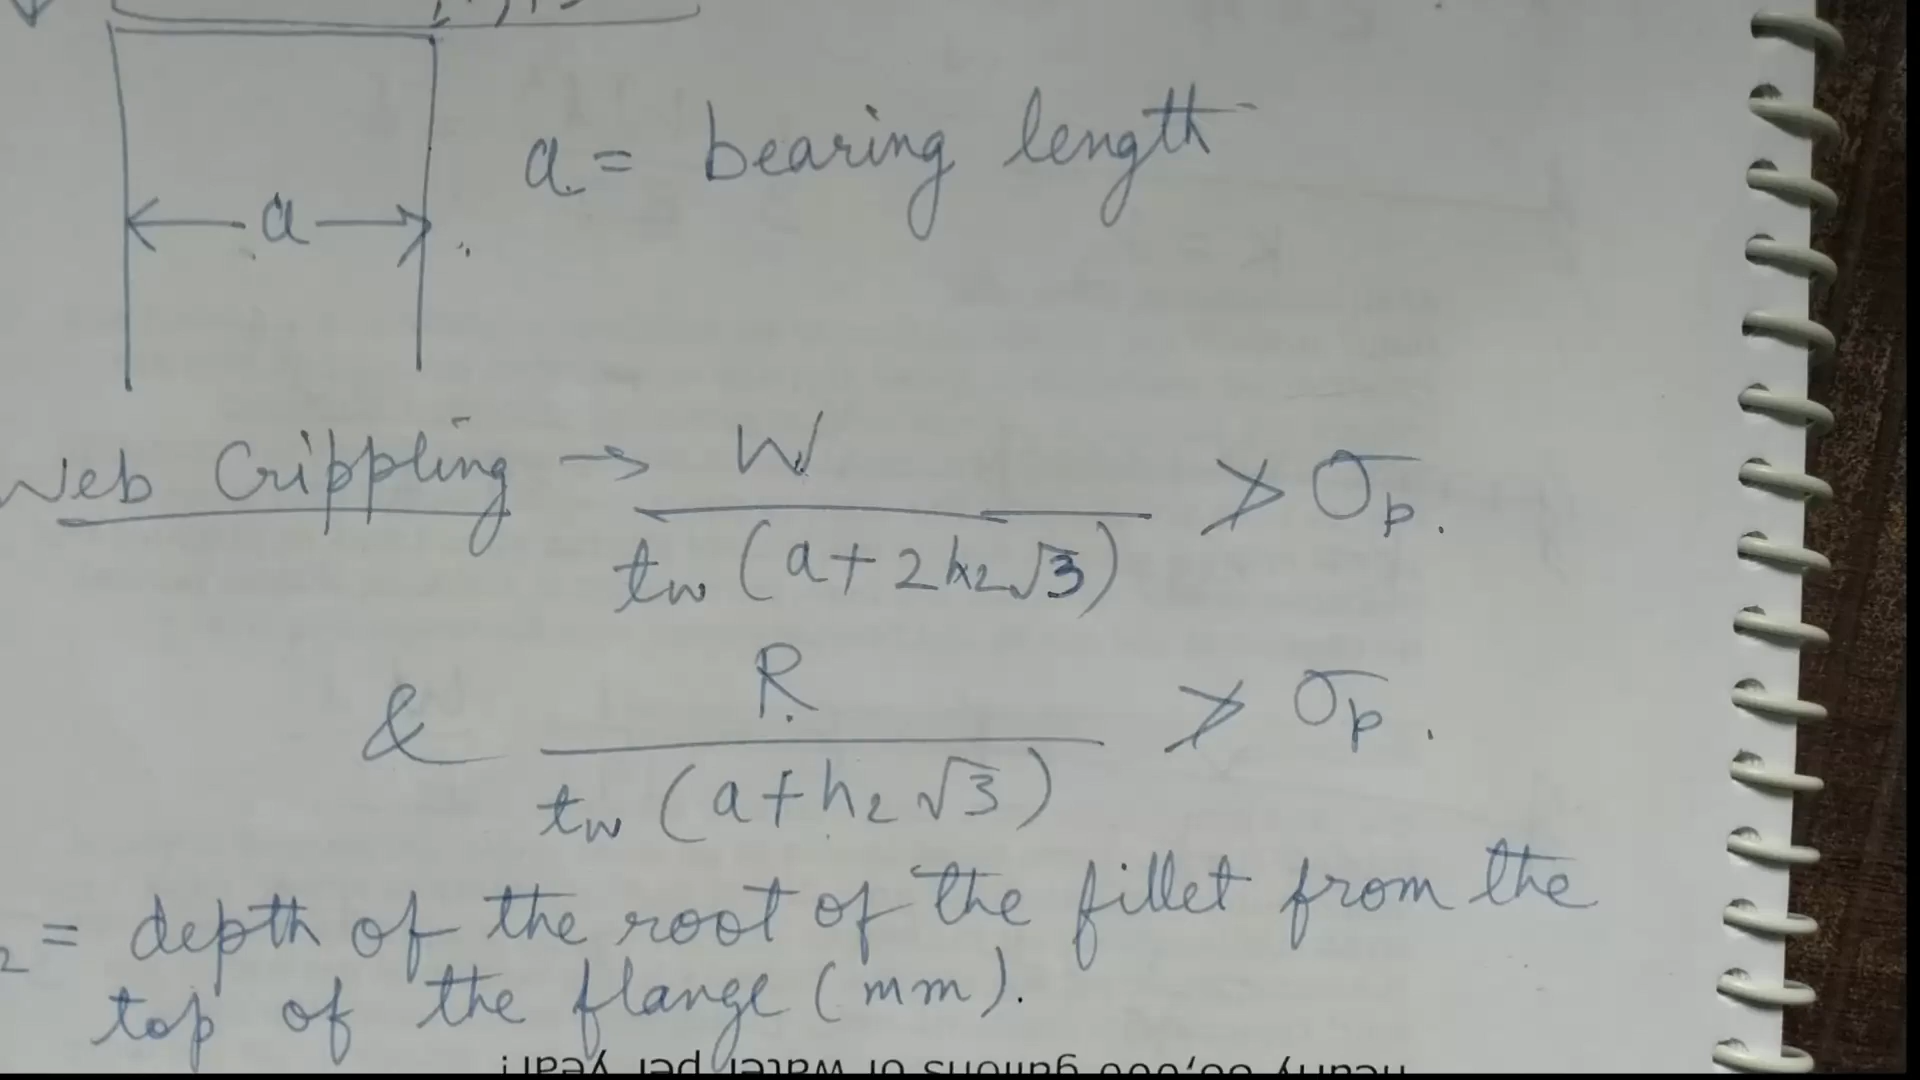 a = bearing length
a
Web Crippling → W / tw (a + 2h2√3) ≯ σp.
& R / tw (a + h2 √3) ≯ σp.
2 = depth of the root of the fillet from the
top of the flange (mm).